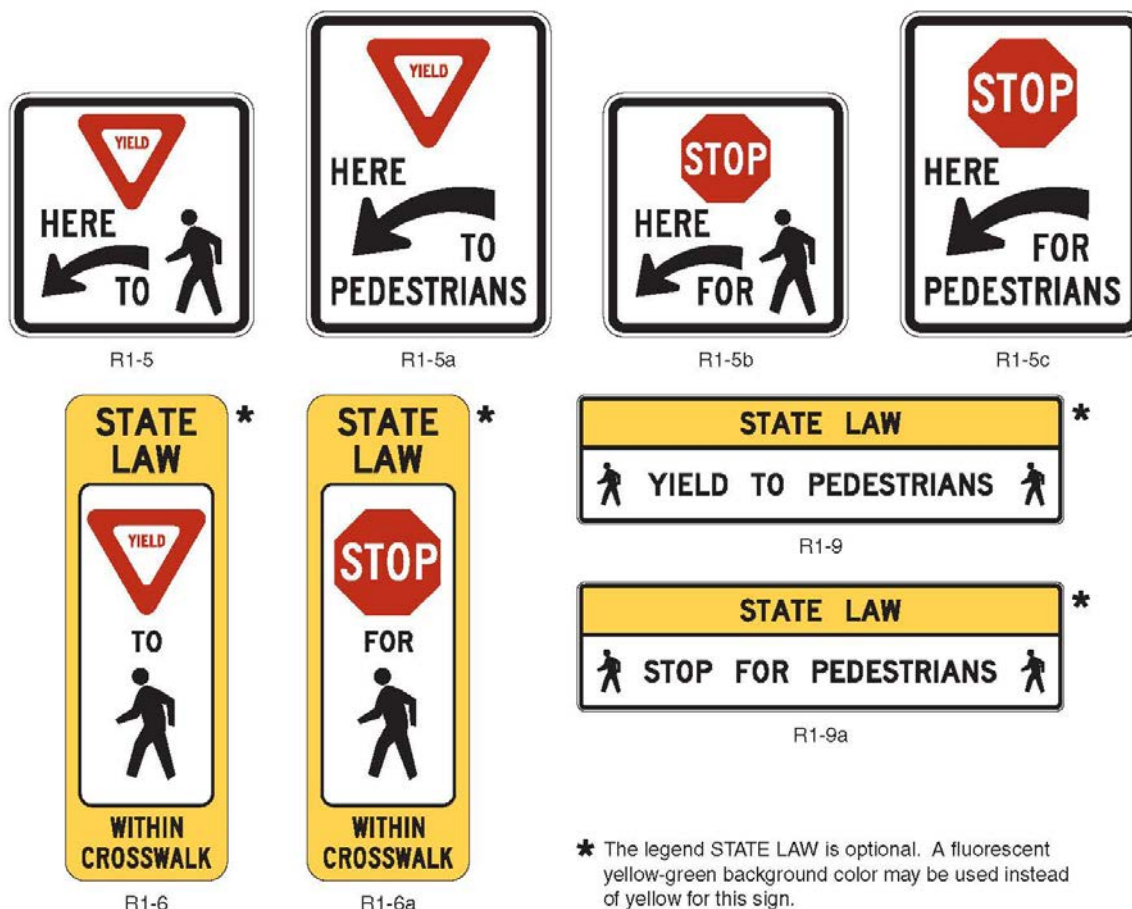 YIELD
HERE
TO
R1-5
YIELD
HERE
TO
PEDESTRIANS
R1-5a
STOP
HERE
FOR
R1-5b
STOP
HERE
FOR
PEDESTRIANS
R1-5c
STATE
LAW
*
YIELD
TO
WITHIN
CROSSWALK
R1-6
STATE
LAW
*
STOP
FOR
WITHIN
CROSSWALK
R1-6a
STATE LAW
*
YIELD TO PEDESTRIANS
R1-9
STATE LAW
*
STOP FOR PEDESTRIANS
R1-9a
* The legend STATE LAW is optional. A fluorescent
yellow-green background color may be used instead
of yellow for this sign.